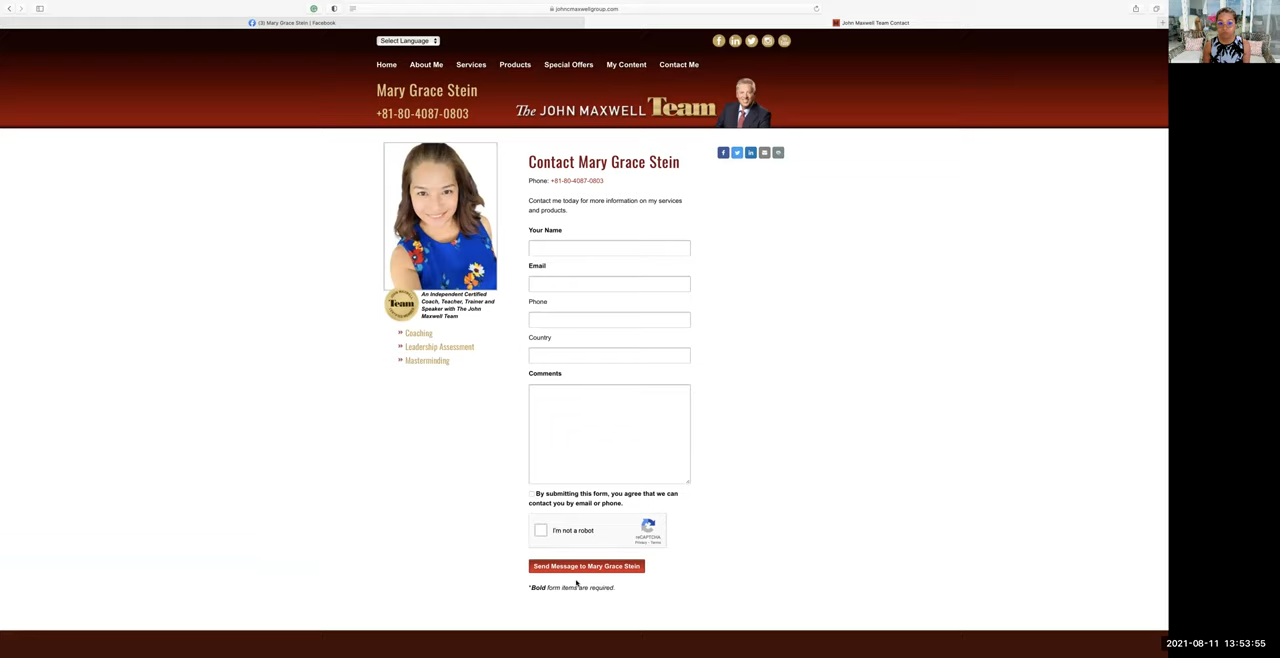 johncmaxwellgroup.com
(3) Mary Grace Stein | Facebook
John Maxwell Team Contact
Select Language
Home About Me Services Products Special Offers My Content Contact Me
Mary Grace Stein
+81-80-4087-0803
The JOHN MAXWELL Team
Contact Mary Grace Stein
Phone: +81-80-4087-0803
Contact me today for more information on my services
and products.
Your Name
Email
Phone
Country
Comments
By submitting this form, you agree that we can
contact you by email or phone.
I'm not a robot
reCAPTCHA
Privacy - Terms
Send Message to Mary Grace Stein
*Bold form items are required.
Team
An Independent Certified
Coach, Teacher, Trainer and
Speaker with The John
Maxwell Team
Coaching
Leadership Assessment
Masterminding
2021-08-11 13:53:55